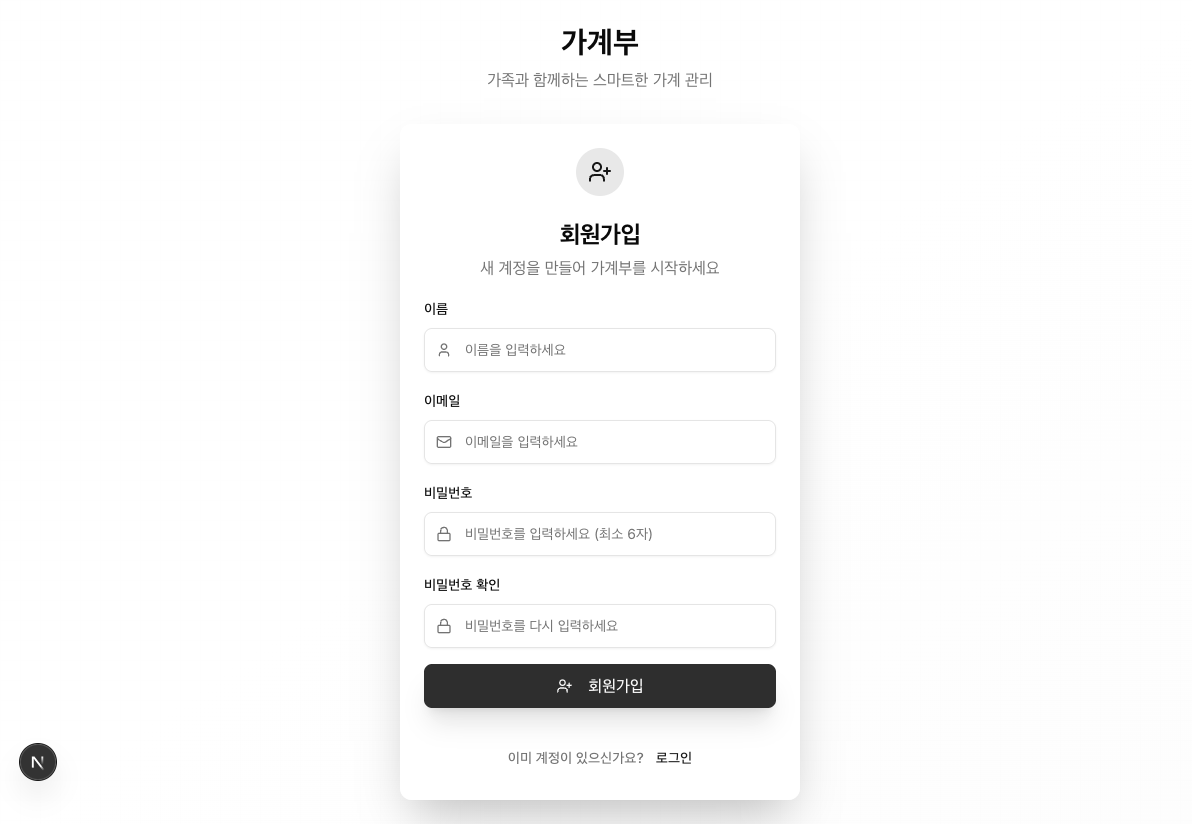 가계부
가족과 함께하는 스마트한 가계 관리
회원가입
새 계정을 만들어 가계부를 시작하세요
이름
이름을 입력하세요
이메일
이메일을 입력하세요
비밀번호
비밀번호를 입력하세요 (최소 6자)
비밀번호 확인
비밀번호를 다시 입력하세요
회원가입
이미 계정이 있으신가요? 로그인
N